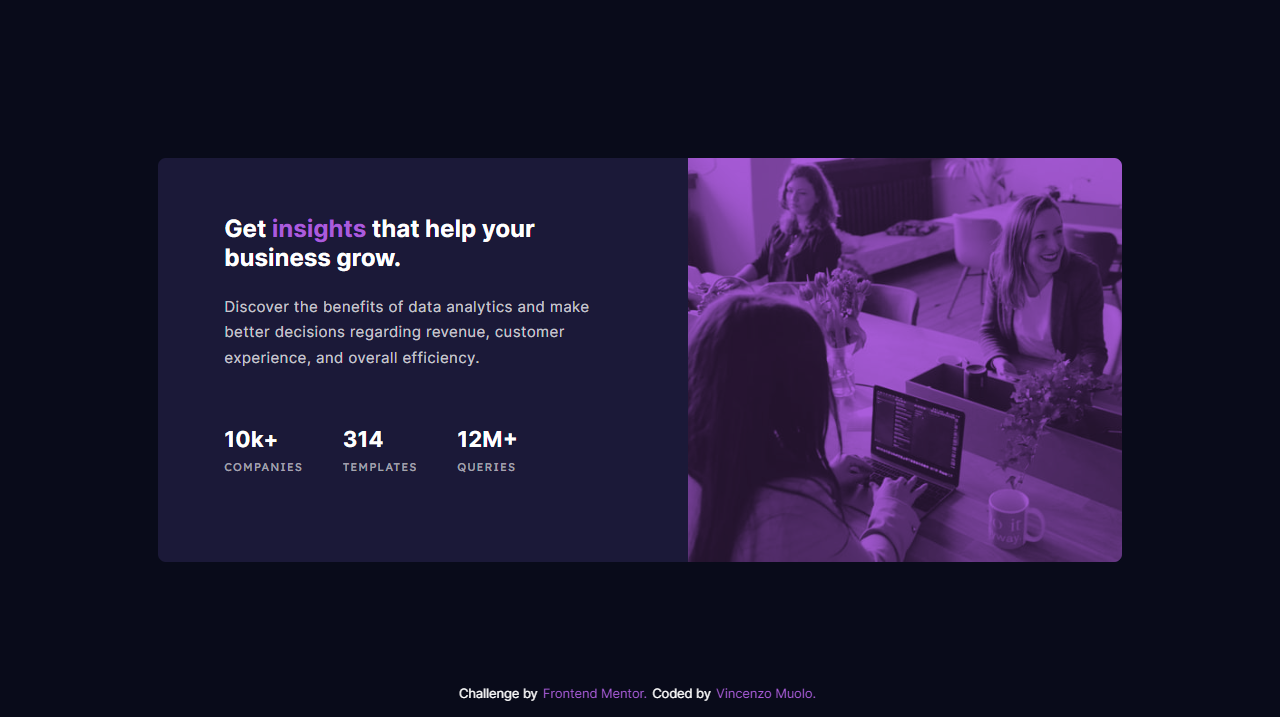 Get insights that help your
business grow.
Discover the benefits of data analytics and make
better decisions regarding revenue, customer
experience, and overall efficiency.
10k+ 314 12M+
COMPANIES TEMPLATES QUERIES
Challenge by Frontend Mentor. Coded by Vincenzo Muolo.